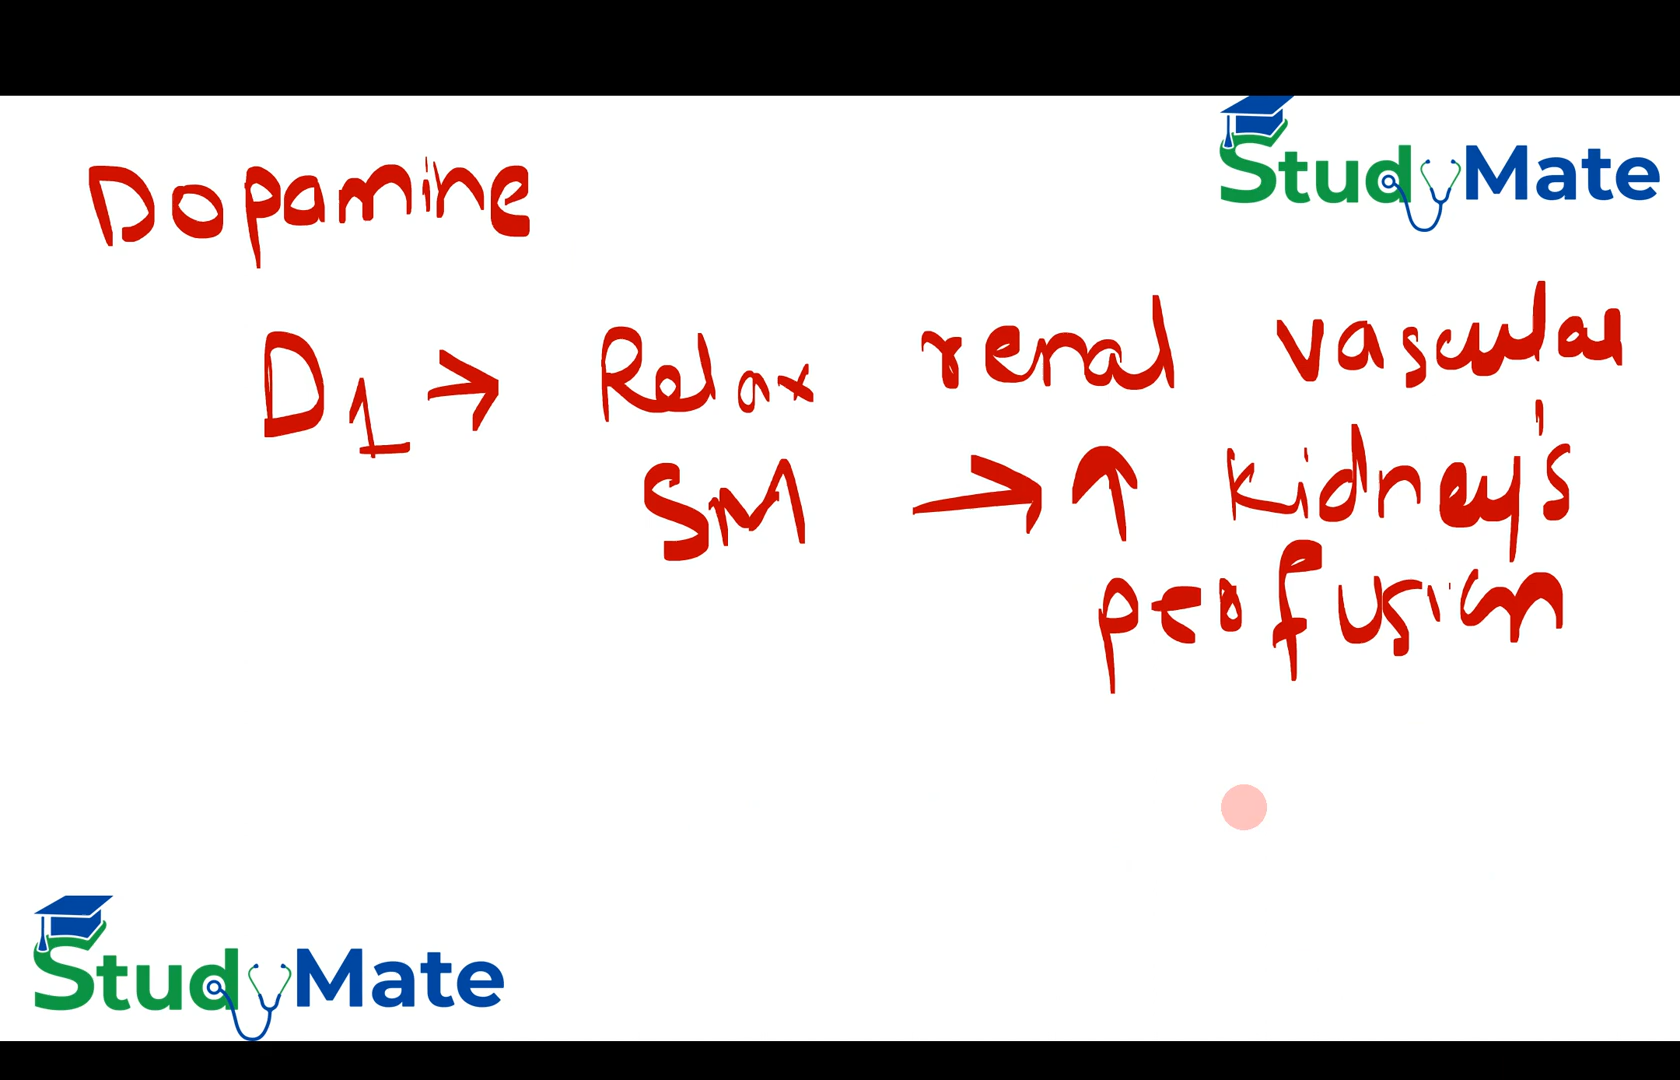 StudyMate
Dopamine
D1 → Relax renal vascular
SM → ↑ Kidney's
perfusion
StudyMate